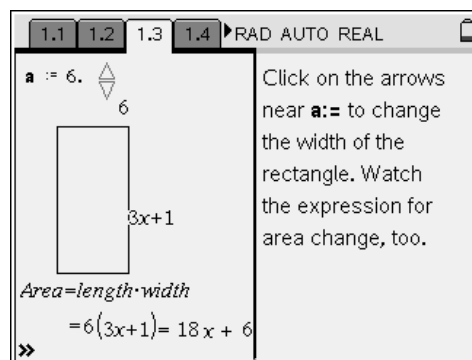 1.1 1.2 1.3 1.4 RAD AUTO REAL
a := 6.
6
3x+1
Area=length·width
=6(3x+1)= 18x + 6
»
Click on the arrows
near a:= to change
the width of the
rectangle. Watch
the expression for
area change, too.